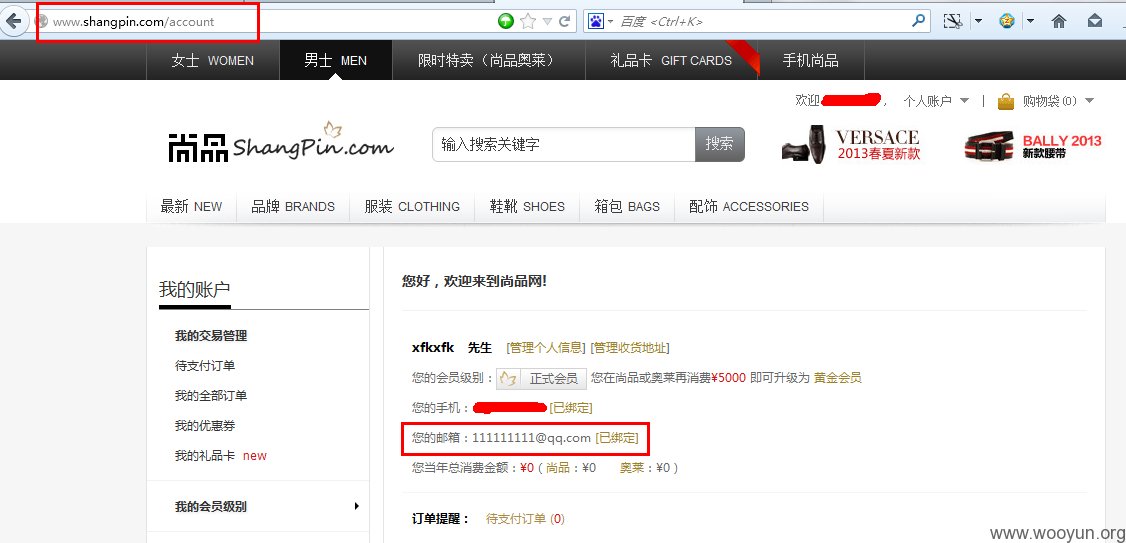 www.shangpin.com/account
百度 <Ctrl+K>
女士 WOMEN
男士 MEN
限时特卖（尚品奥莱）
礼品卡 GIFT CARDS
手机尚品
欢迎 ， 个人账户 | 购物袋(0)
尚品 ShangPin.com
输入搜索关键字
搜索
VERSACE
2013春夏新款
BALLY 2013
新款腰带
最新 NEW
品牌 BRANDS
服装 CLOTHING
鞋靴 SHOES
箱包 BAGS
配饰 ACCESSORIES
我的账户
我的交易管理
待支付订单
我的全部订单
我的优惠券
我的礼品卡 new
我的会员级别
您好，欢迎来到尚品网!
xfkxfk 先生 [管理个人信息] [管理收货地址]
您的会员级别： 正式会员 您在尚品或奥莱再消费¥5000 即可升级为 黄金会员
您的手机： [已绑定]
您的邮箱：111111111@qq.com [已绑定]
您当年总消费金额：¥0 ( 尚品：¥0 奥莱：¥0 )
订单提醒： 待支付订单 (0)
www.wooyun.org